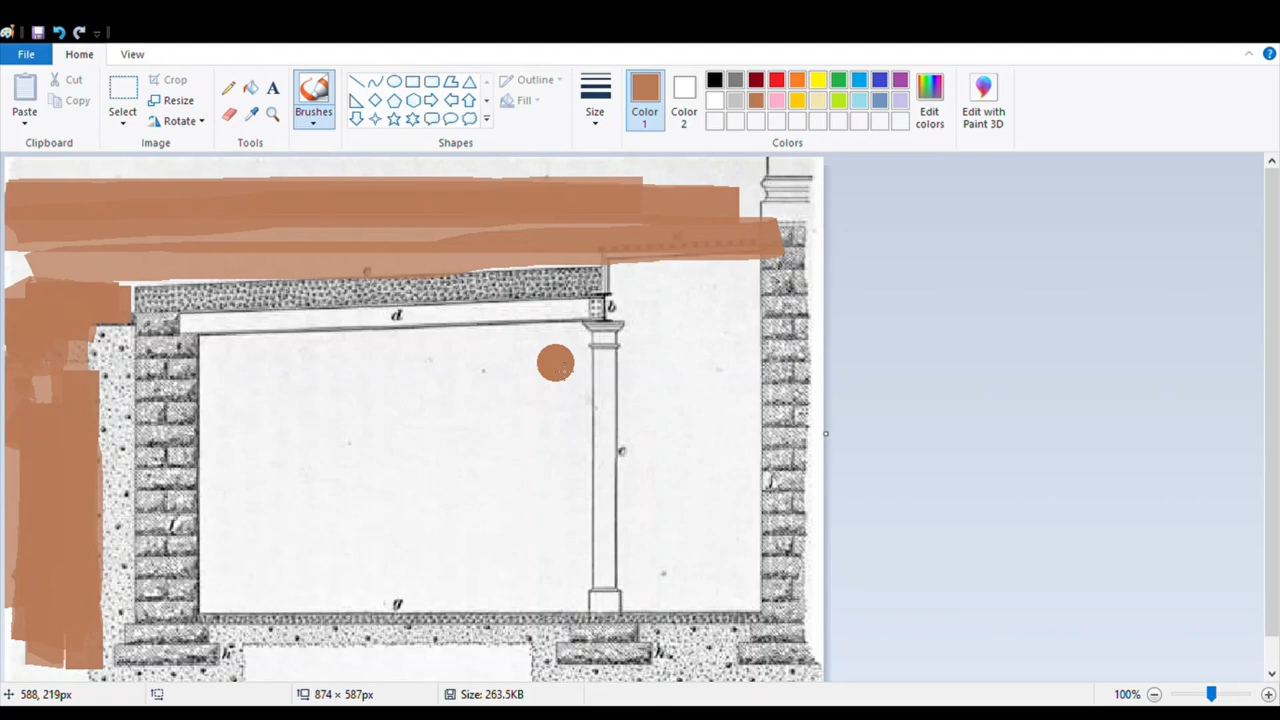 File Home View
Paste
Cut
Copy
Clipboard
Select
Crop
Resize
Rotate
Image
A
Tools
Brushes
Outline
Fill
Shapes
Size
Color
1
Color
2
Edit
colors
Colors
Edit with
Paint 3D
d
b
e
f
g
h
h
588, 219px
874 × 587px
Size: 263.5KB
100%